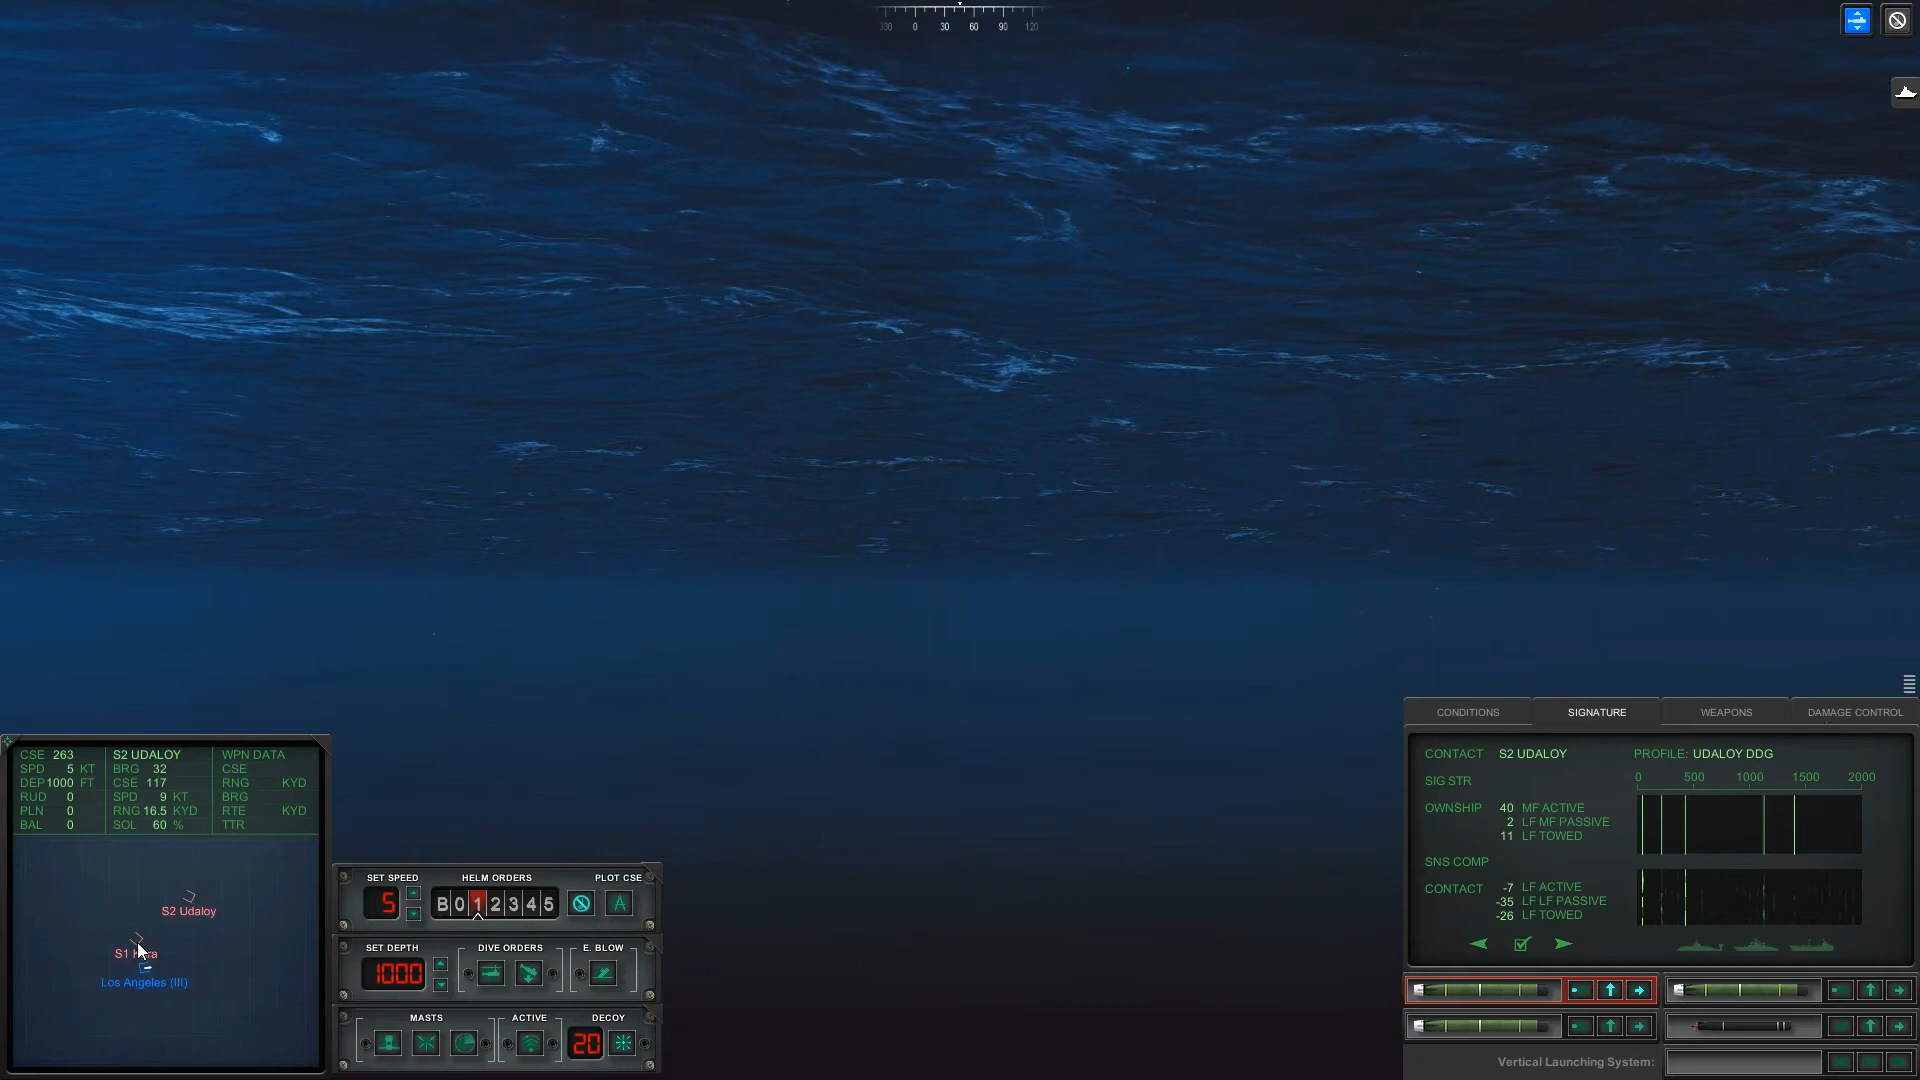 330 0 30 60 90 120
CONDITIONS SIGNATURE WEAPONS DAMAGE CONTROL
CSE 263 S2 UDALOY WPN DATA
SPD 5 KT BRG 32 CSE
DEP 1000 FT CSE 117 RNG KYD
RUD 0 SPD 9 KT BRG
PLN 0 RNG 16.5 KYD RTE KYD
BAL 0 SOL 60 % TTR
S2 Udaloy
S1
Los Angeles (III)
SET SPEED HELM ORDERS PLOT CSE
5 B 0 1 2 3 4 5
SET DEPTH DIVE ORDERS E. BLOW
1000
MASTS ACTIVE DECOY
20
CONTACT S2 UDALOY PROFILE: UDALOY DDG
SIG STR 0 500 1000 1500 2000
OWNSHIP 40 MF ACTIVE
2 LF MF PASSIVE
11 LF TOWED
SNS COMP
CONTACT -7 LF ACTIVE
-35 LF LF PASSIVE
-26 LF TOWED
Vertical Launching System: